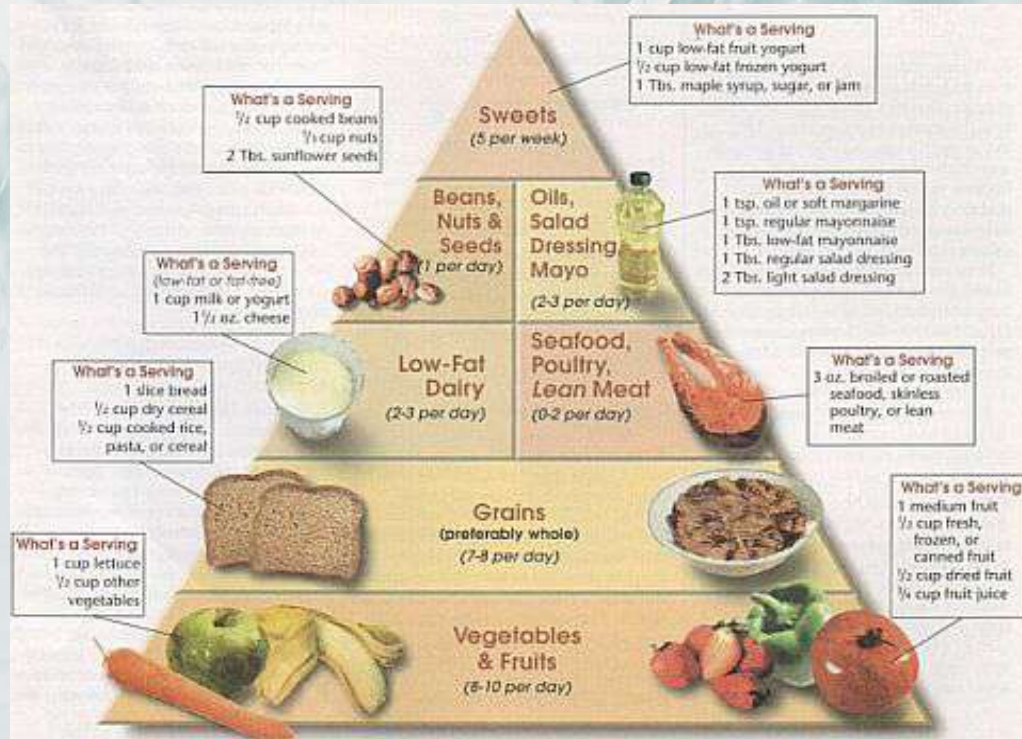 What's a Serving
1 cup low-fat fruit yogurt
½ cup low-fat frozen yogurt
1 Tbs. maple syrup, sugar, or jam
Sweets
(5 per week)
What's a Serving
½ cup cooked beans
⅓ cup nuts
2 Tbs. sunflower seeds
Beans,
Nuts &
Seeds
(1 per day)
Oils,
Salad
Dressing,
Mayo
(2-3 per day)
What's a Serving
1 tsp. oil or soft margarine
1 tsp. regular mayonnaise
1 Tbs. low-fat mayonnaise
1 Tbs. regular salad dressing
2 Tbs. light salad dressing
What's a Serving
(low-fat or fat-free)
1 cup milk or yogurt
1½ oz. cheese
Low-Fat
Dairy
(2-3 per day)
Seafood,
Poultry,
Lean Meat
(0-2 per day)
What's a Serving
3 oz. broiled or roasted
seafood, skinless
poultry, or lean
meat
What's a Serving
1 slice bread
½ cup dry cereal
½ cup cooked rice,
pasta, or cereal
Grains
(preferably whole)
(7-8 per day)
What's a Serving
1 cup lettuce
½ cup other
vegetables
Vegetables
& Fruits
(8-10 per day)
What's a Serving
1 medium fruit
½ cup fresh,
frozen, or
canned fruit
½ cup dried fruit
¾ cup fruit juice